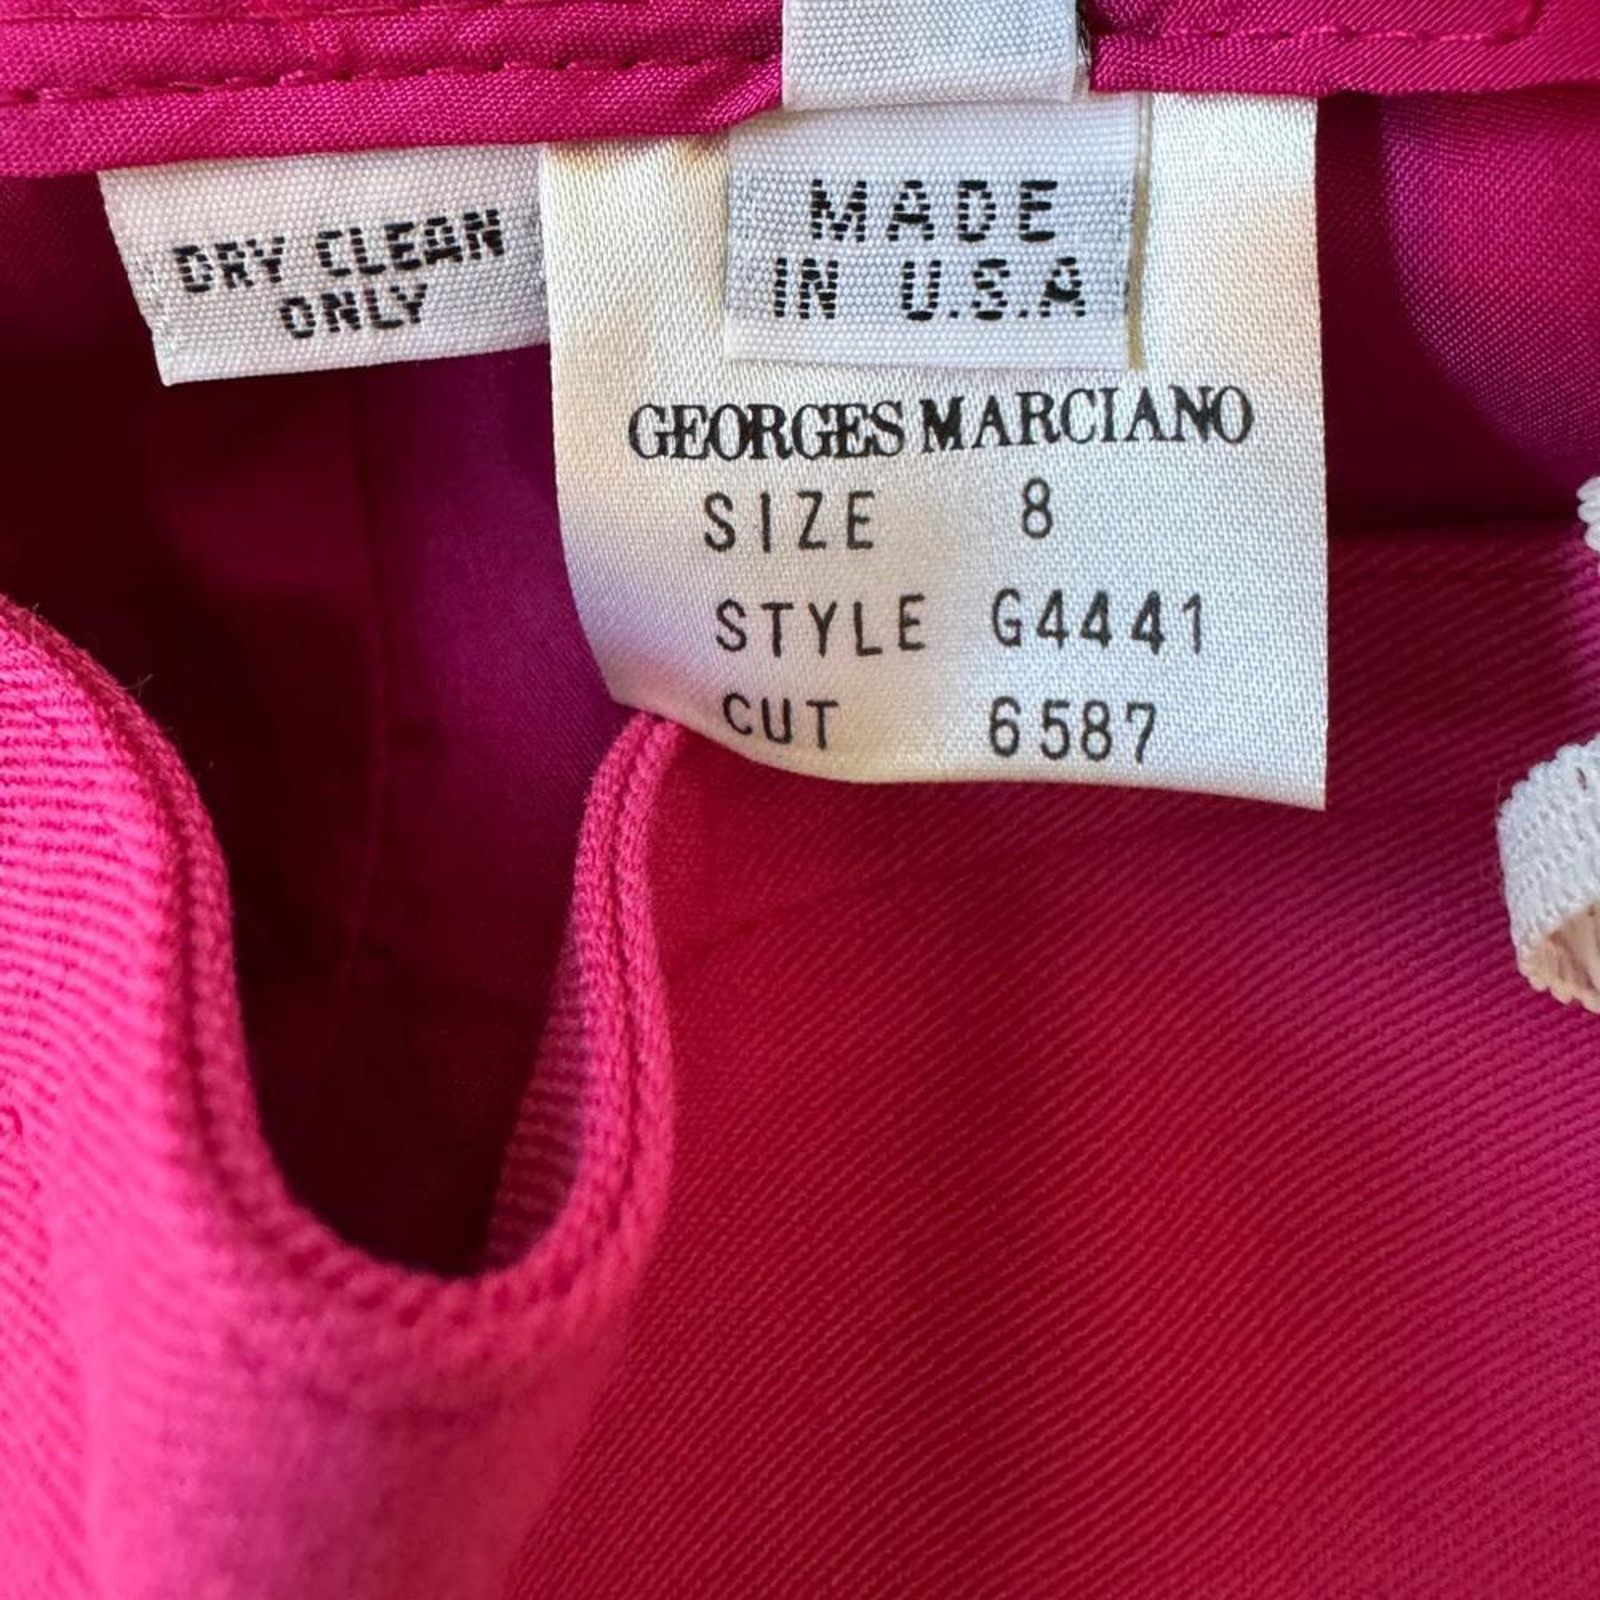 DRY CLEAN
ONLY
MADE
IN U.S.A
GEORGES MARCIANO
SIZE 8
STYLE G4441
CUT 6587